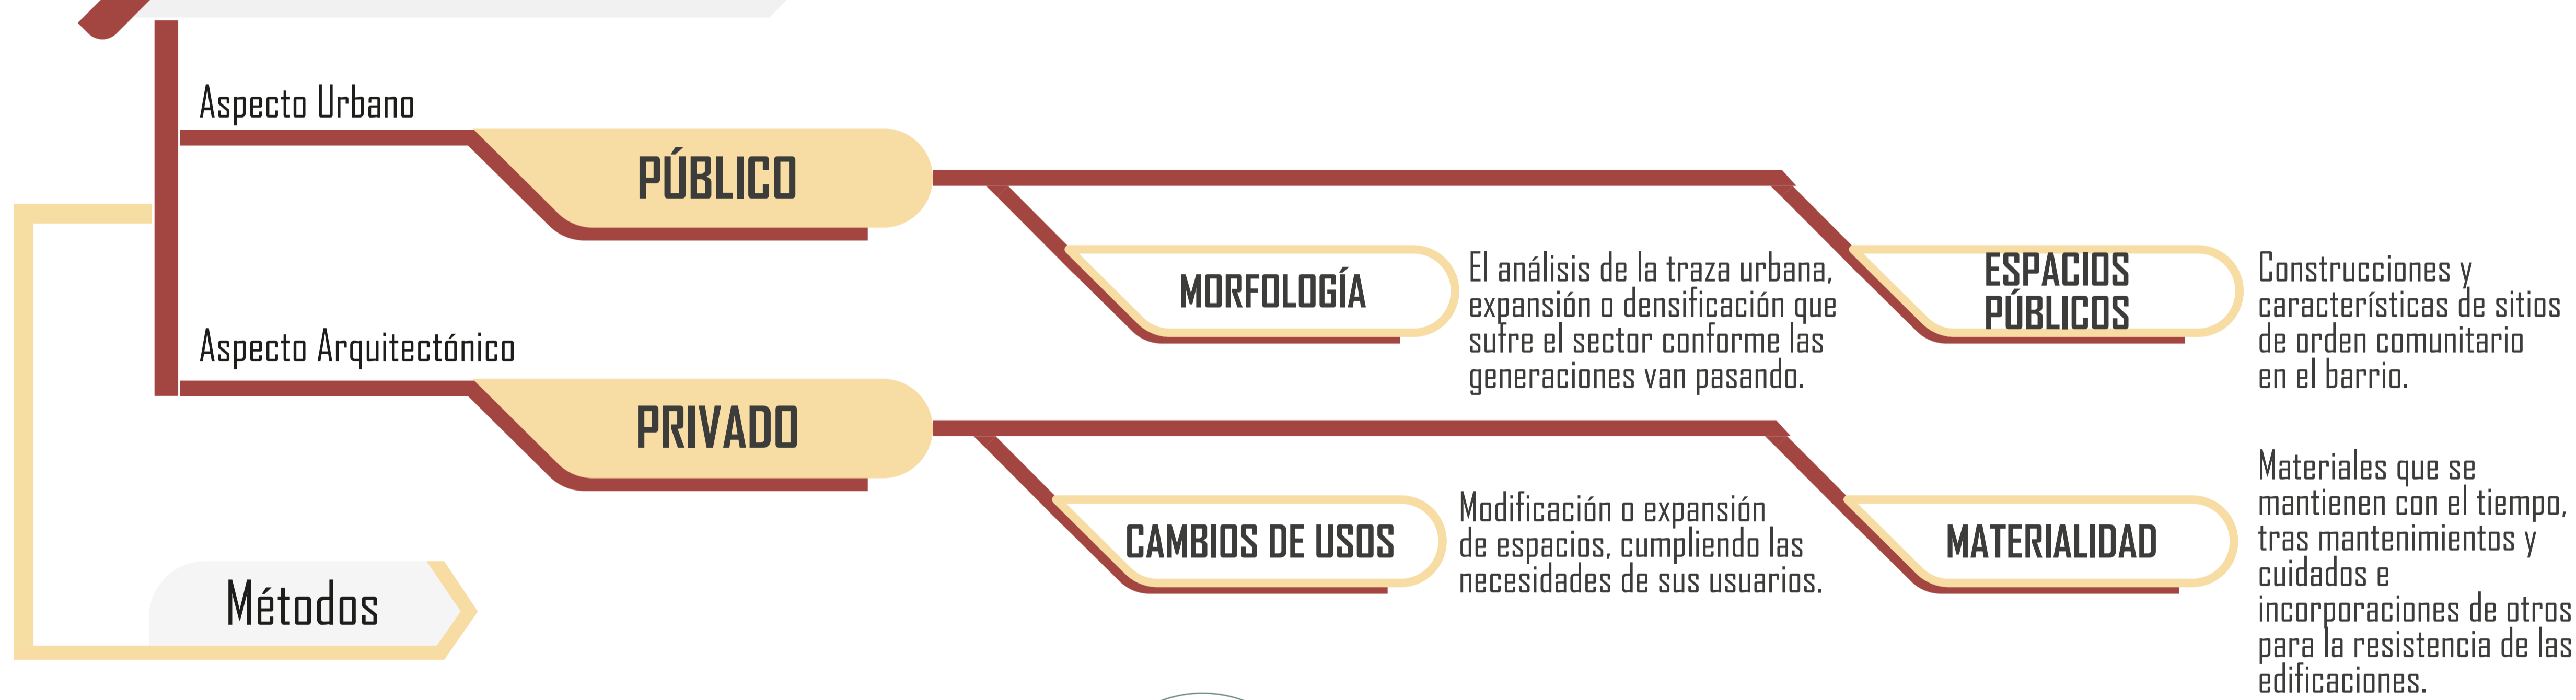 Aspecto Urbano
PÚBLICO
MORFOLOGÍA
El análisis de la traza urbana,
expansión o densificación que
sufre el sector conforme las
generaciones van pasando.
ESPACIOS
PÚBLICOS
Construcciones y
características de sitios
de orden comunitario
en el barrio.
Aspecto Arquitectónico
PRIVADO
CAMBIOS DE USOS
Modificación o expansión
de espacios, cumpliendo las
necesidades de sus usuarios.
MATERIALIDAD
Materiales que se
mantienen con el tiempo,
tras mantenimientos y
cuidados e
incorporaciones de otros
para la resistencia de las
edificaciones.
Métodos